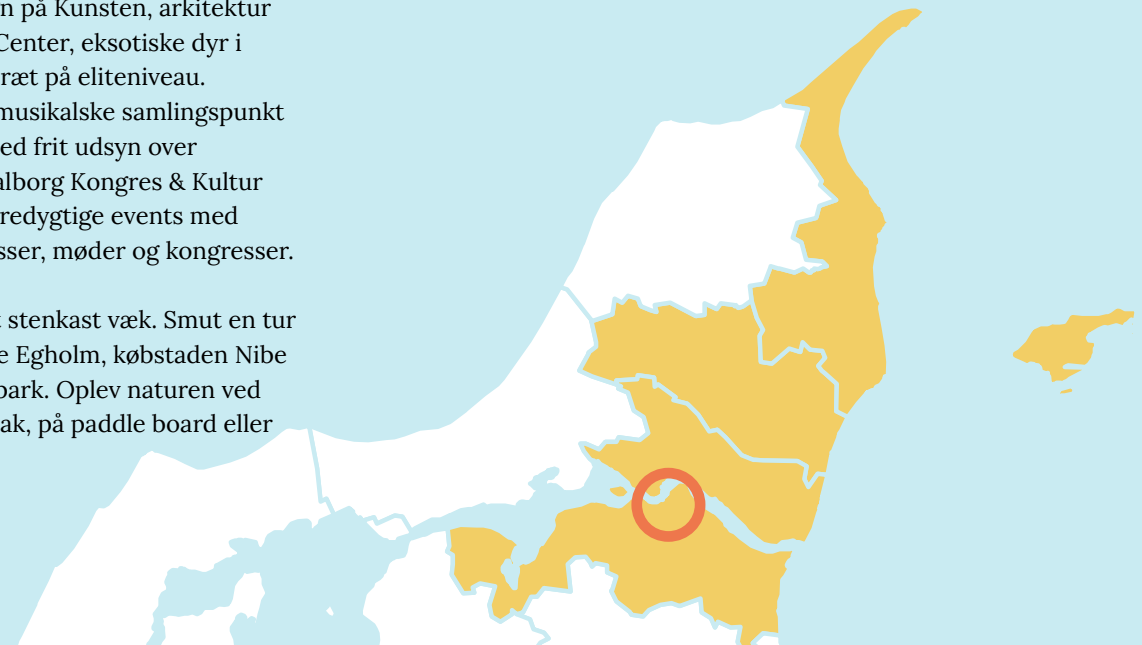 n på Kunsten, arkitektur
Center, eksotiske dyr i
ræt på eliteniveau.
musikalske samlingspunkt
ed frit udsyn over
alborg Kongres & Kultur
redygtige events med
sser, møder og kongresser.
t stenkast væk. Smut en tur
e Egholm, købstaden Nibe
park. Oplev naturen ved
ak, på paddle board eller